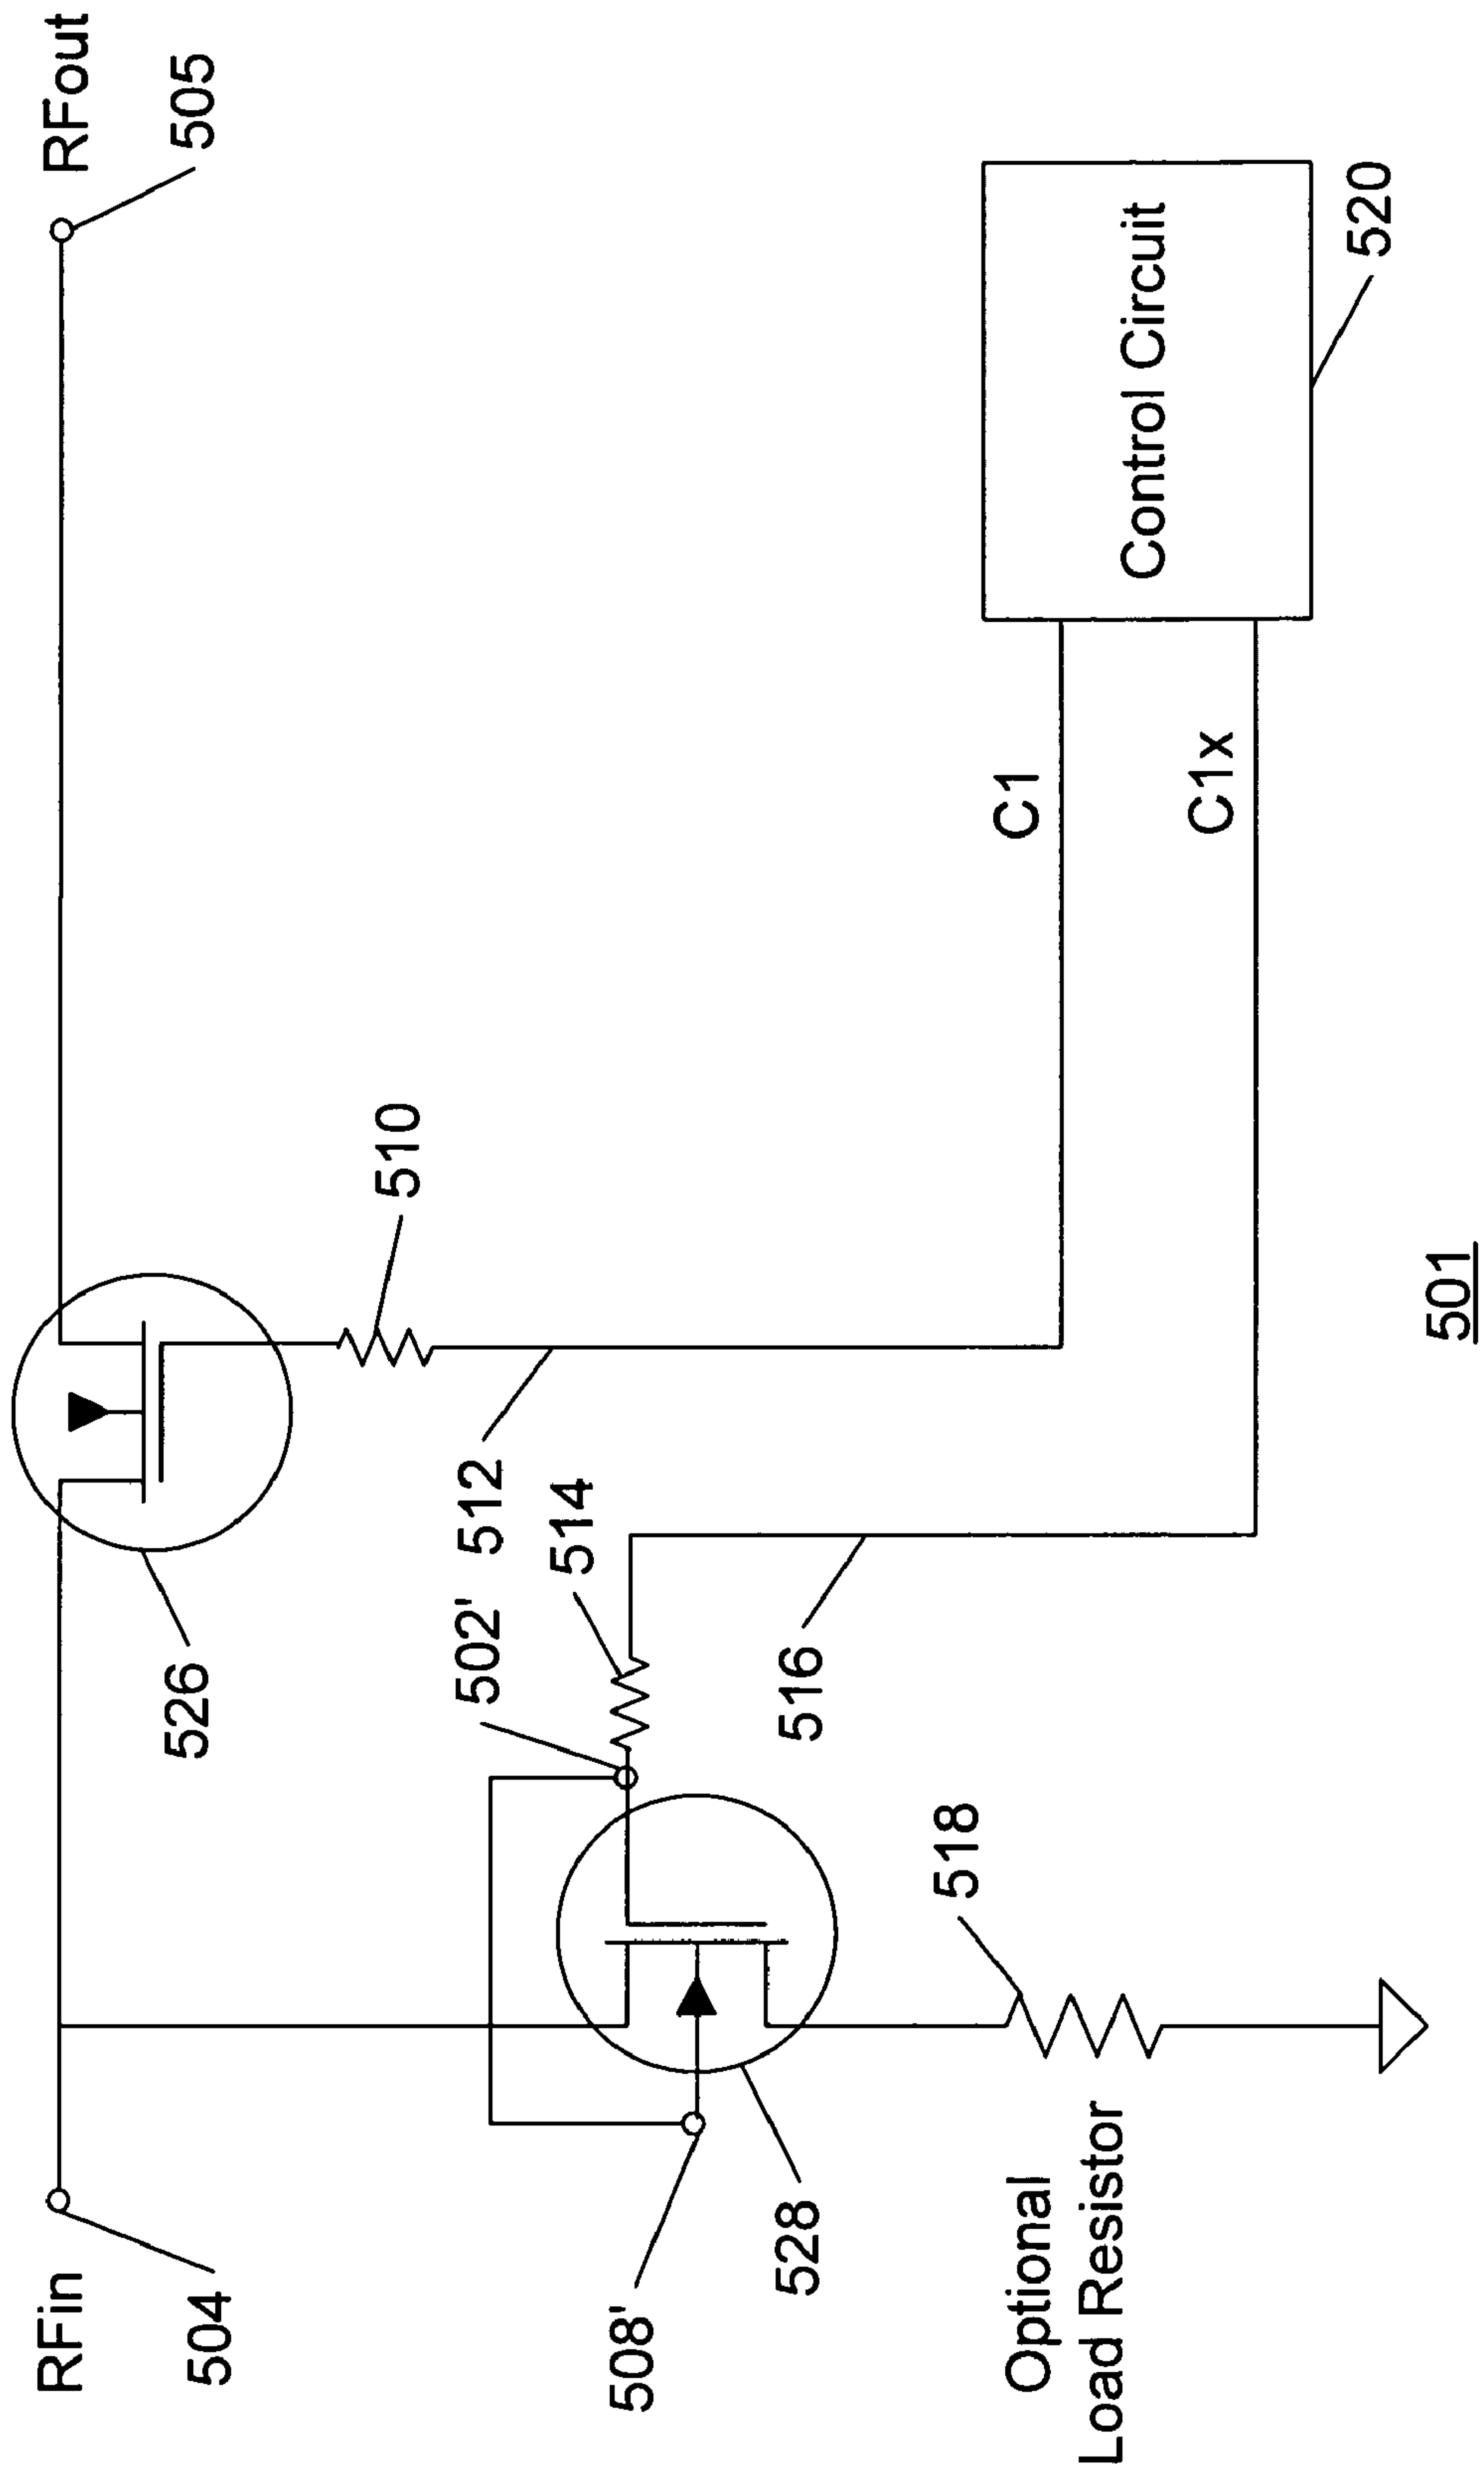 RFin
RFout
504
505
526
510
502'
512
514
508'
528
516
518
C1
C1x
Control Circuit
520
Optional
Load Resistor
501